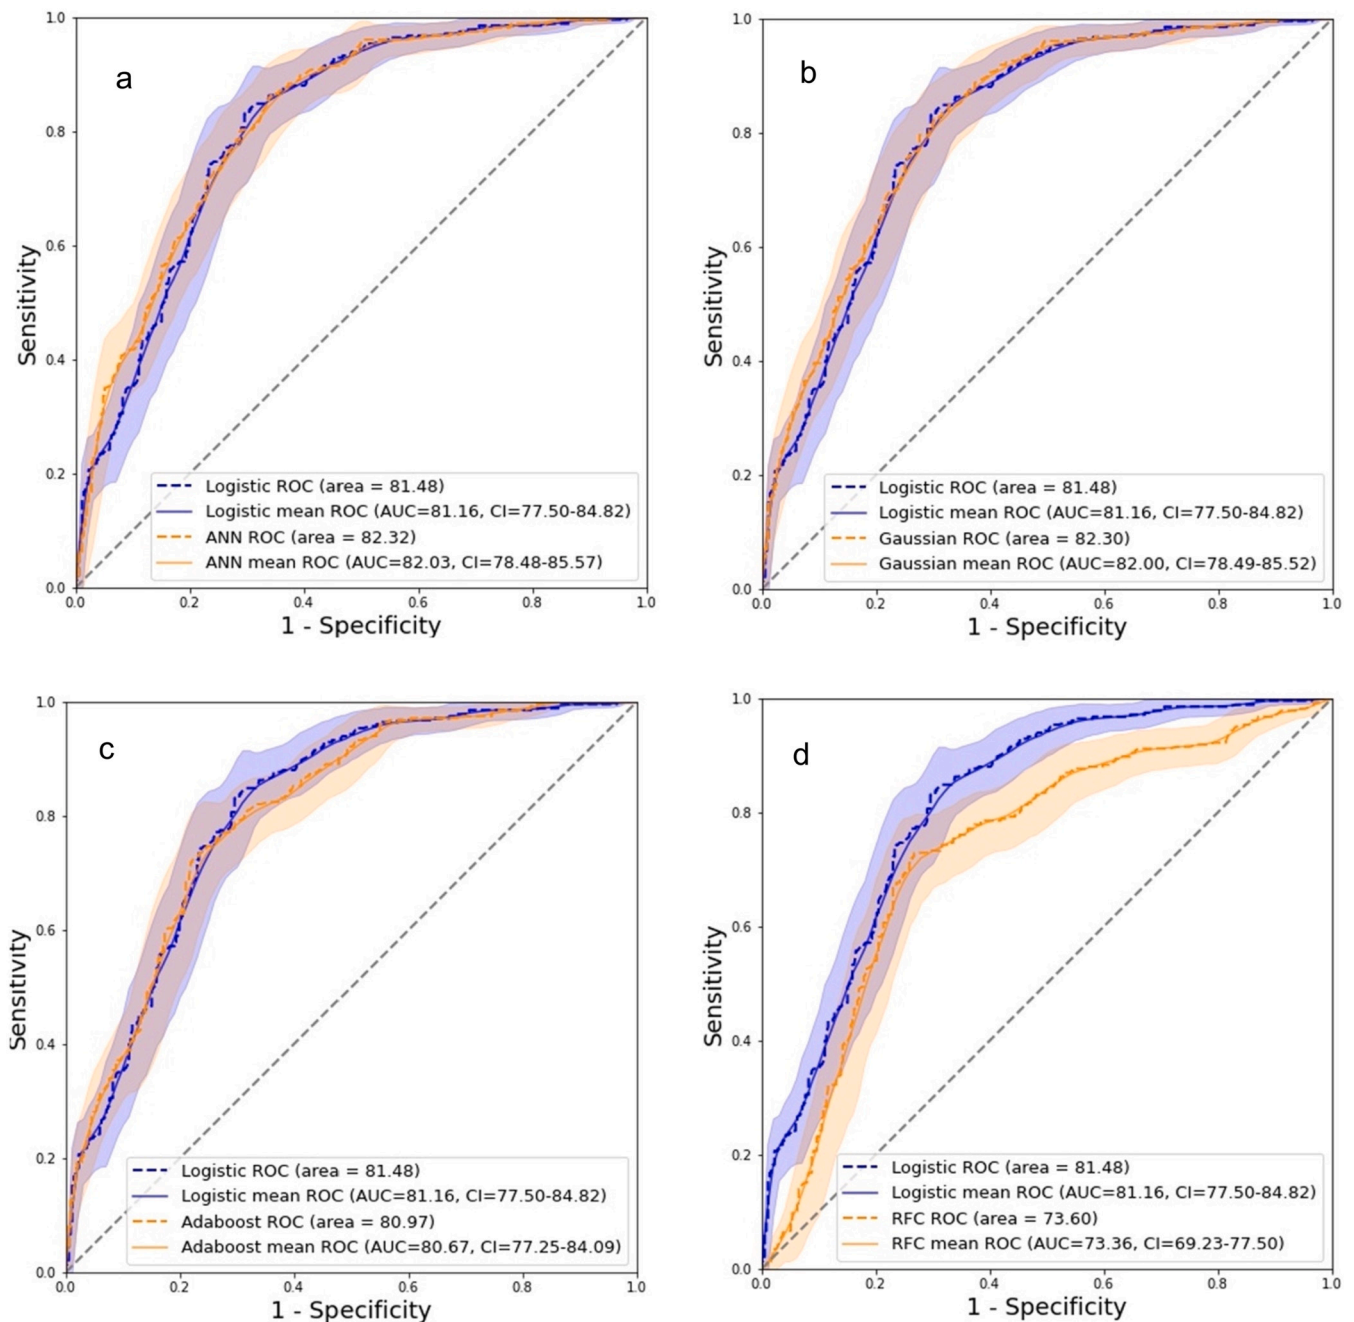 a
1.0
0.8
0.6
0.4
0.2
0.0
Sensitivity
Logistic ROC (area = 81.48)
Logistic mean ROC (AUC=81.16, CI=77.50-84.82)
ANN ROC (area = 82.32)
ANN mean ROC (AUC=82.03, CI=78.48-85.57)
0.0 0.2 0.4 0.6 0.8 1.0
1 - Specificity
b
1.0
0.8
0.6
0.4
0.2
0.0
Sensitivity
Logistic ROC (area = 81.48)
Logistic mean ROC (AUC=81.16, CI=77.50-84.82)
Gaussian ROC (area = 82.30)
Gaussian mean ROC (AUC=82.00, CI=78.49-85.52)
0.0 0.2 0.4 0.6 0.8 1.0
1 - Specificity
c
1.0
0.8
0.6
0.4
0.2
0.0
Sensitivity
Logistic ROC (area = 81.48)
Logistic mean ROC (AUC=81.16, CI=77.50-84.82)
Adaboost ROC (area = 80.97)
Adaboost mean ROC (AUC=80.67, CI=77.25-84.09)
0.0 0.2 0.4 0.6 0.8 1.0
1 - Specificity
d
1.0
0.8
0.6
0.4
0.2
0.0
Sensitivity
Logistic ROC (area = 81.48)
Logistic mean ROC (AUC=81.16, CI=77.50-84.82)
RFC ROC (area = 73.60)
RFC mean ROC (AUC=73.36, CI=69.23-77.50)
0.0 0.2 0.4 0.6 0.8 1.0
1 - Specificity